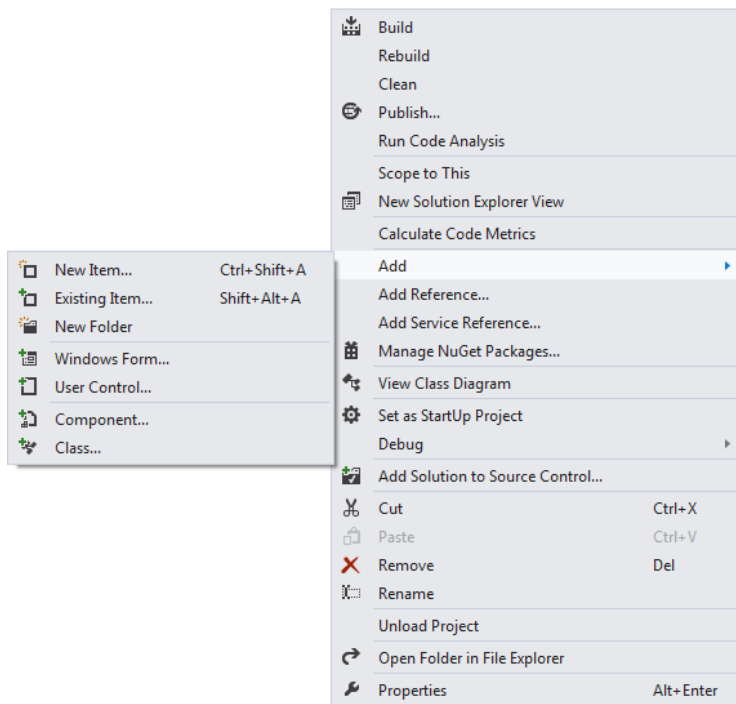 Build
Rebuild
Clean
Publish...
Run Code Analysis
Scope to This
New Solution Explorer View
Calculate Code Metrics
Add
Add Reference...
Add Service Reference...
Manage NuGet Packages...
View Class Diagram
Set as StartUp Project
Debug
Add Solution to Source Control...
Cut Ctrl+X
Paste Ctrl+V
Remove Del
Rename
Unload Project
Open Folder in File Explorer
Properties Alt+Enter
New Item... Ctrl+Shift+A
Existing Item... Shift+Alt+A
New Folder
Windows Form...
User Control...
Component...
Class...